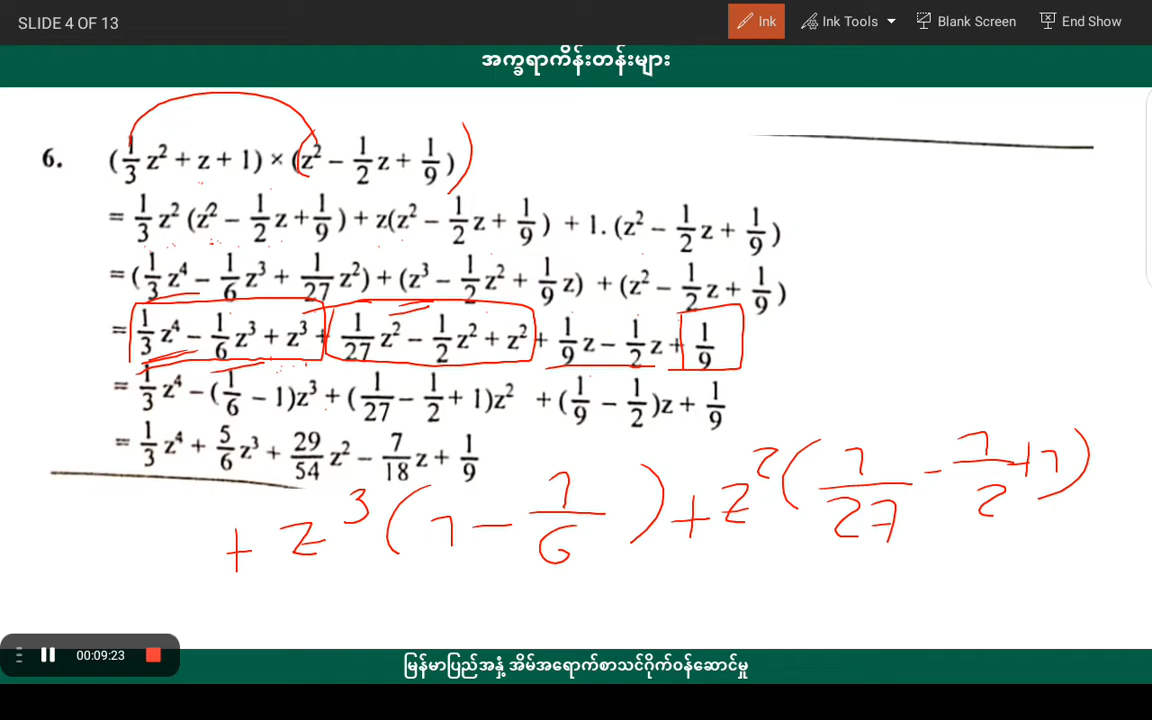 SLIDE 4 OF 13
Ink
Ink Tools
Blank Screen
End Show
အက္ခရာကိန်းတန်းများ
6. (1/3 z² + z + 1) × (z² − 1/2 z + 1/9)
= 1/3 z² (z² − 1/2 z + 1/9) + z(z² − 1/2 z + 1/9) + 1. (z² − 1/2 z + 1/9)
= (1/3 z⁴ − 1/6 z³ + 1/27 z²) + (z³ − 1/2 z² + 1/9 z) + (z² − 1/2 z + 1/9)
= 1/3 z⁴ − 1/6 z³ + z³ + 1/27 z² − 1/2 z² + z² + 1/9 z − 1/2 z + 1/9
= 1/3 z⁴ − (1/6 − 1)z³ + (1/27 − 1/2 + 1)z² + (1/9 − 1/2)z + 1/9
= 1/3 z⁴ + 5/6 z³ + 29/54 z² − 7/18 z + 1/9
+ z³ (1 − 1/6) + z² (1/27 − 1/2 + 1)
00:09:23
မြန်မာပြည်အနှံ့ အိမ်အရောက်စာသင်ဂိုက်ဝန်ဆောင်မှု